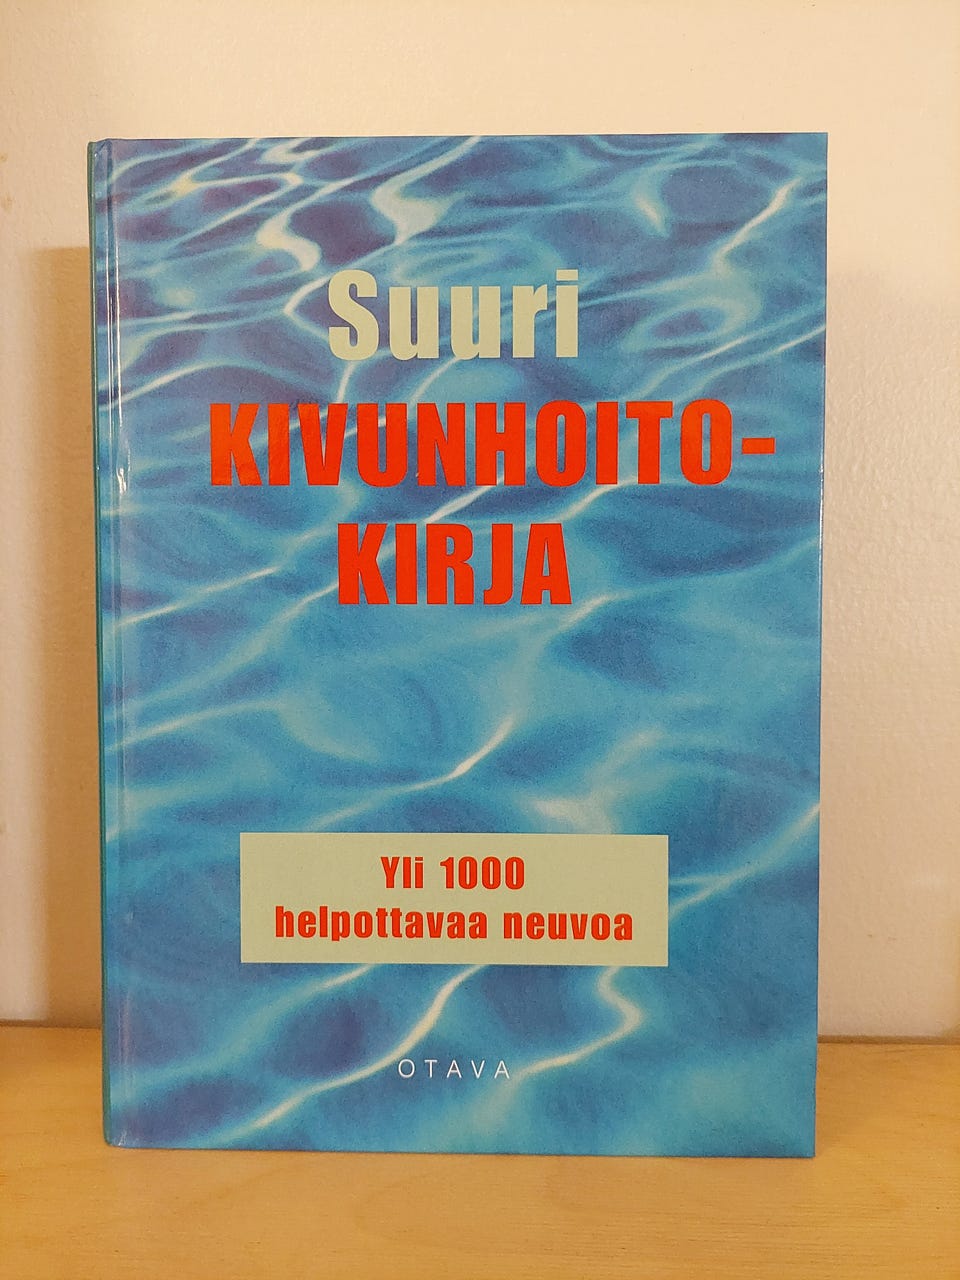 Suuri
KIVUNHOITO-
KIRJA
Yli 1000
helpottavaa neuvoa
OTAVA